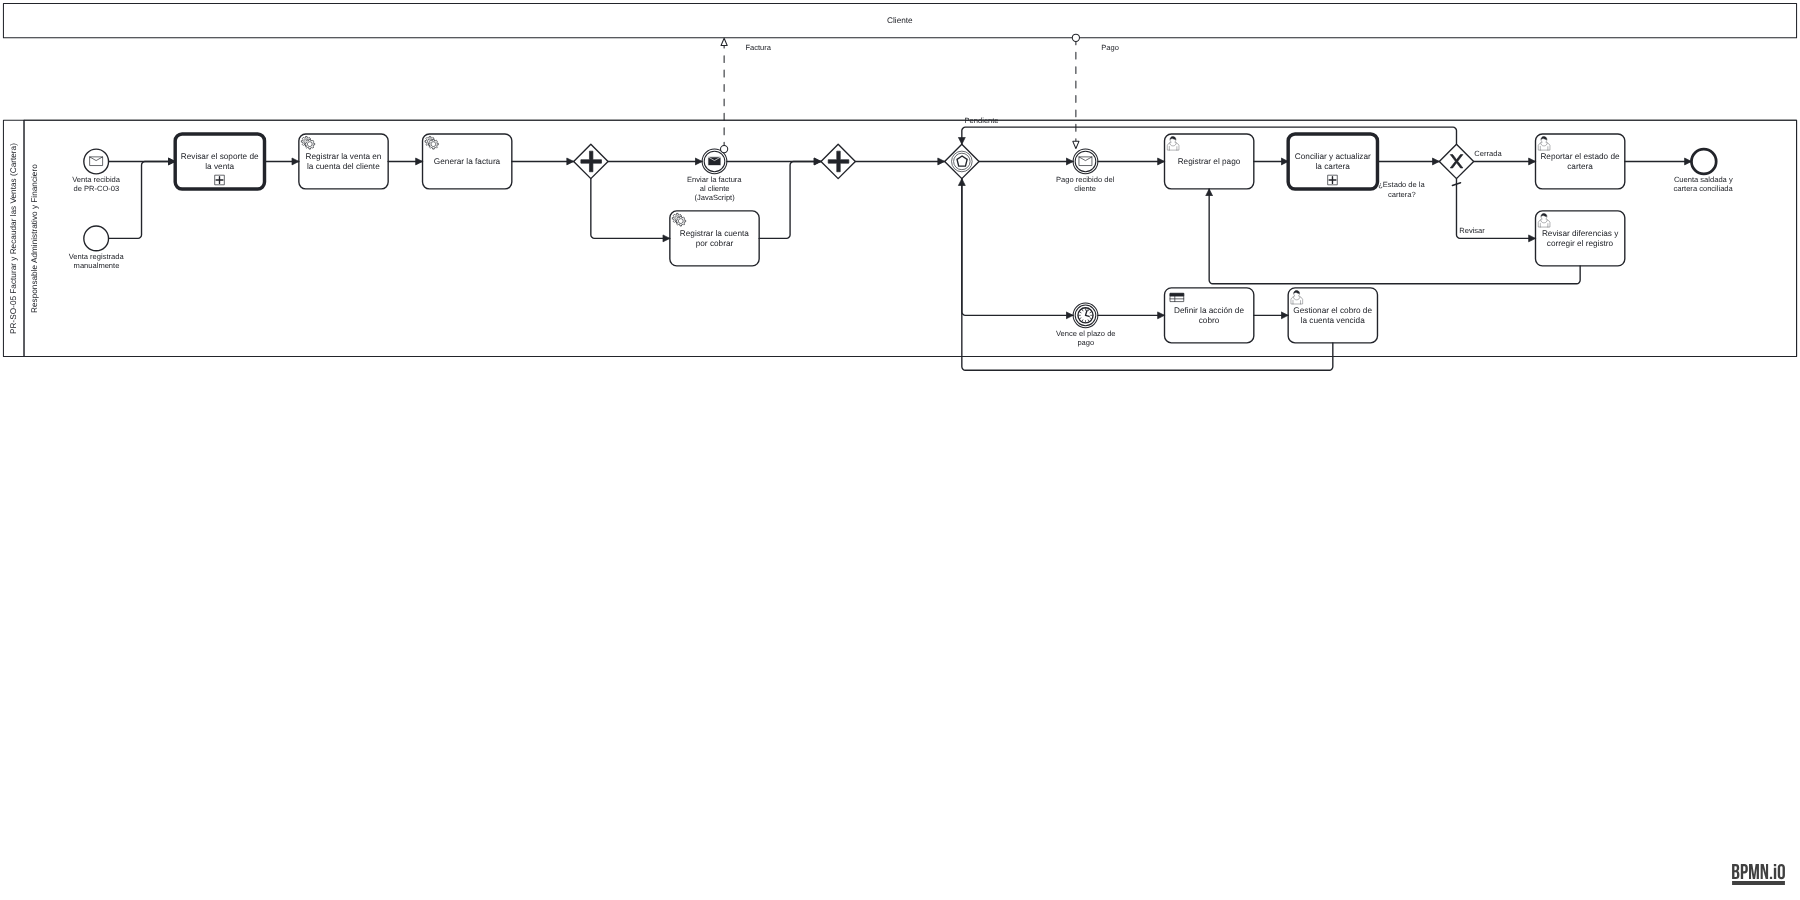 Cliente
Factura
Pago
PR-SO-05 Facturar y Recaudar las Ventas (Cartera)
Responsable Administrativo y Financiero
Pendiente
Venta recibida
de PR-CO-03
Revisar el soporte de
la venta
Registrar la venta en
la cuenta del cliente
Generar la factura
Enviar la factura
al cliente
(JavaScript)
Pago recibido del
cliente
Registrar el pago
Conciliar y actualizar
la cartera
¿Estado de la
cartera?
Cerrada
Reportar el estado de
cartera
Cuenta saldada y
cartera conciliada
Venta registrada
manualmente
Registrar la cuenta
por cobrar
Revisar
Revisar diferencias y
corregir el registro
Vence el plazo de
pago
Definir la acción de
cobro
Gestionar el cobro de
la cuenta vencida
BPMN.iO